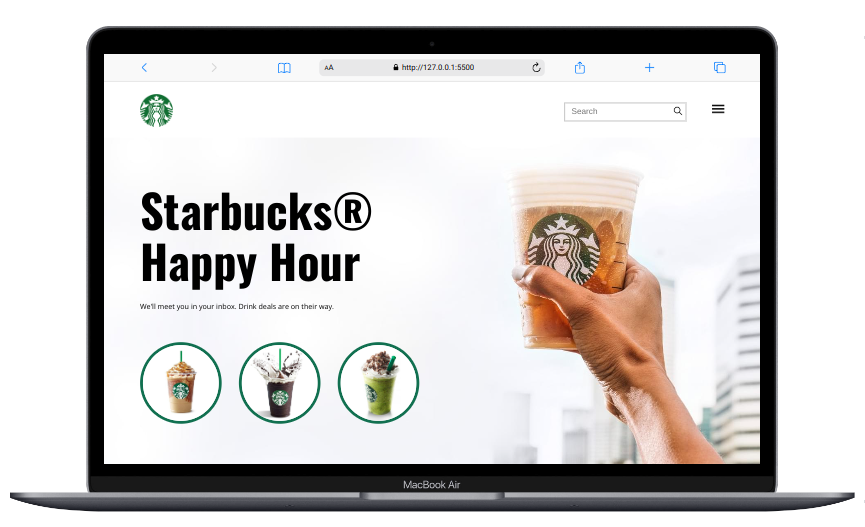 AA
http://127.0.0.1:5500
Search
Starbucks®
Happy Hour
We'll meet you in your inbox. Drink deals are on their way.
MacBook Air